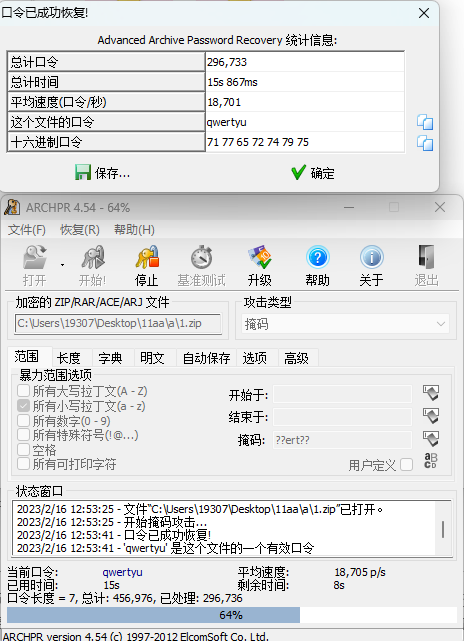 口令已成功恢复!
Advanced Archive Password Recovery 统计信息:
总计口令 296,733
总计时间 15s 867ms
平均速度(口令/秒) 18,701
这个文件的口令 qwertyu
十六进制口令 71 77 65 72 74 79 75
保存... 确定
ARCHPR 4.54 - 64%
文件(F) 恢复(R) 帮助(H)
打开 开始! 停止 基准测试 升级 帮助 关于 退出
加密的 ZIP/RAR/ACE/ARJ 文件 攻击类型
C:\Users\19307\Desktop\11aa\a\1.zip 掩码
范围 长度 字典 明文 自动保存 选项 高级
暴力范围选项
所有大写拉丁文(A - Z) 开始于:
所有小写拉丁文(a - z)
所有数字(0 - 9) 结束于:
所有特殊符号(!@...) 掩码: ??ert??
空格
所有可打印字符 用户定义
状态窗口
2023/2/16 12:53:25 - 文件“C:\Users\19307\Desktop\11aa\a\1.zip”已打开。
2023/2/16 12:53:25 - 开始掩码攻击...
2023/2/16 12:53:41 - 口令已成功恢复!
2023/2/16 12:53:41 - 'qwertyu' 是这个文件的一个有效口令
当前口令: qwertyu 平均速度: 18,705 p/s
已用时间: 15s 剩余时间: 8s
口令长度 = 7, 总计: 456,976, 已处理: 296,736
64%
ARCHPR version 4.54 (c) 1997-2012 ElcomSoft Co. Ltd.